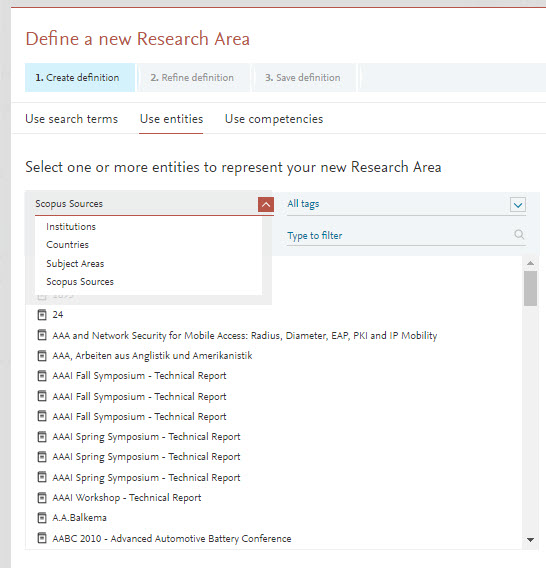 Define a new Research Area
1. Create definition 2. Refine definition 3. Save definition
Use search terms Use entities Use competencies
Select one or more entities to represent your new Research Area
Scopus Sources All tags
Institutions
Type to filter
Countries
Subject Areas
Scopus Sources
24
AAA and Network Security for Mobile Access: Radius, Diameter, EAP, PKI and IP Mobility
AAA, Arbeiten aus Anglistik und Amerikanistik
AAAI Fall Symposium - Technical Report
AAAI Fall Symposium - Technical Report
AAAI Fall Symposium - Technical Report
AAAI Spring Symposium - Technical Report
AAAI Spring Symposium - Technical Report
AAAI Spring Symposium - Technical Report
AAAI Workshop - Technical Report
A.A.Balkema
AABC 2010 - Advanced Automotive Battery Conference